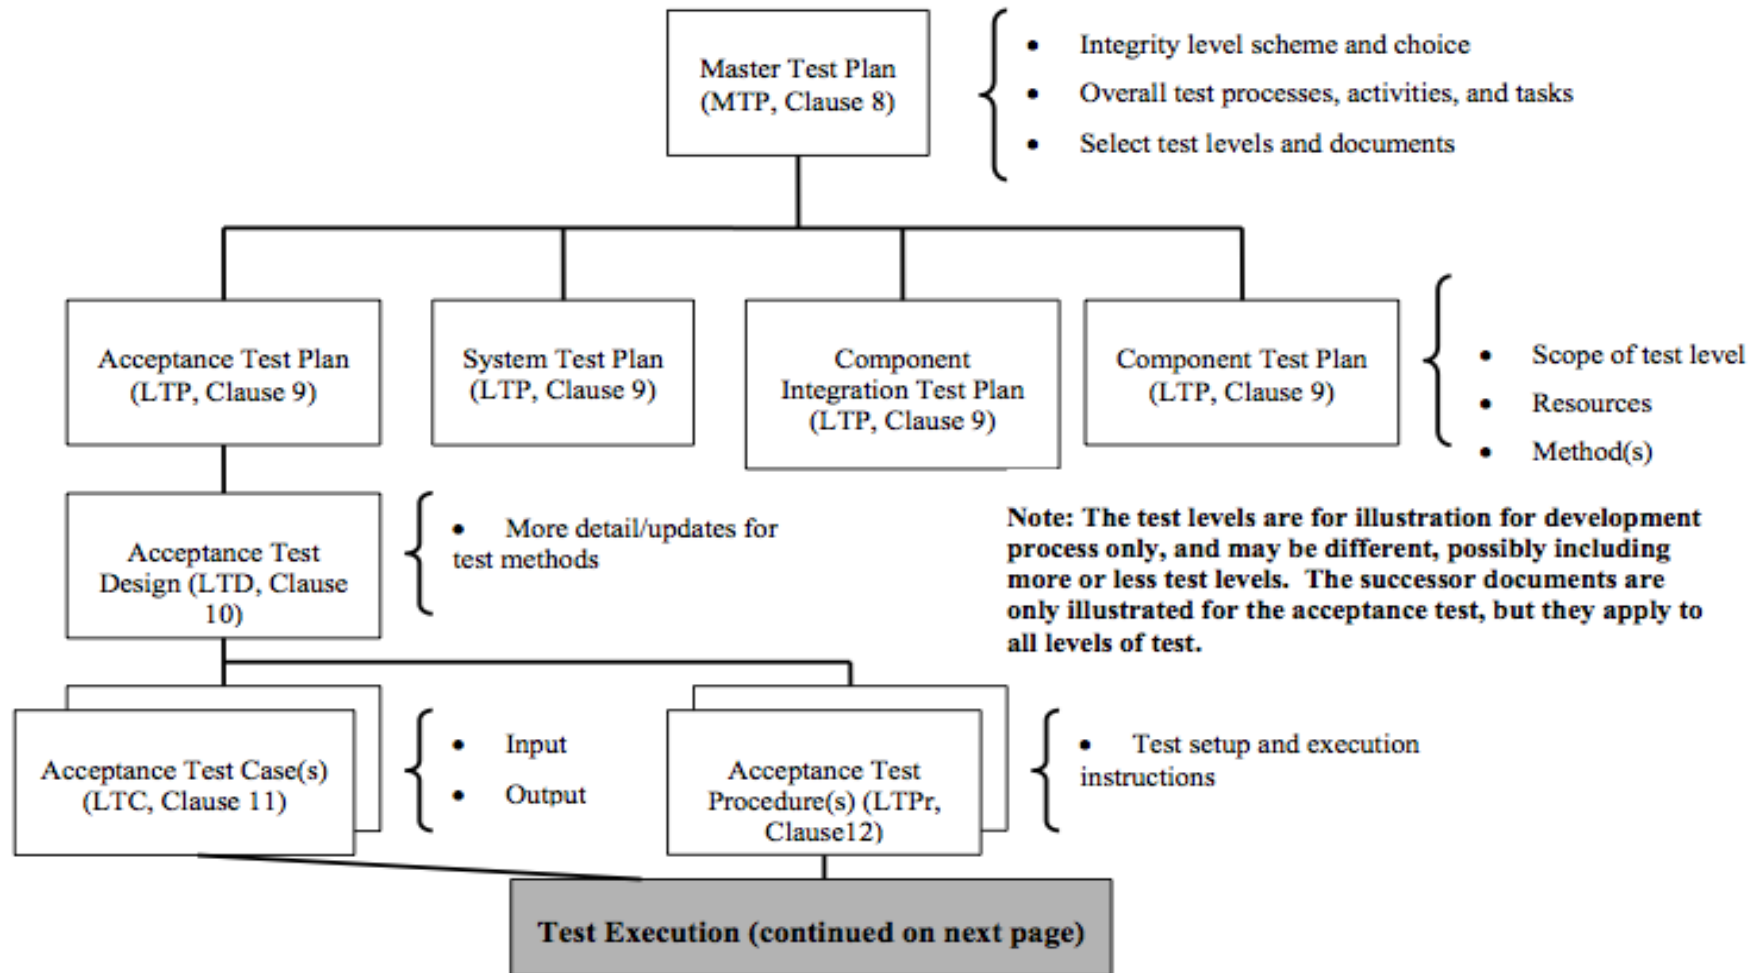 Master Test Plan
(MTP, Clause 8)
• Integrity level scheme and choice
• Overall test processes, activities, and tasks
• Select test levels and documents
Acceptance Test Plan
(LTP, Clause 9)
System Test Plan
(LTP, Clause 9)
Component
Integration Test Plan
(LTP, Clause 9)
Component Test Plan
(LTP, Clause 9)
• Scope of test level
• Resources
• Method(s)
Acceptance Test
Design (LTD, Clause
10)
• More detail/updates for
test methods
Note: The test levels are for illustration for development
process only, and may be different, possibly including
more or less test levels. The successor documents are
only illustrated for the acceptance test, but they apply to
all levels of test.
Acceptance Test Case(s)
(LTC, Clause 11)
• Input
• Output
Acceptance Test
Procedure(s) (LTPr,
Clause12)
• Test setup and execution
instructions
Test Execution (continued on next page)